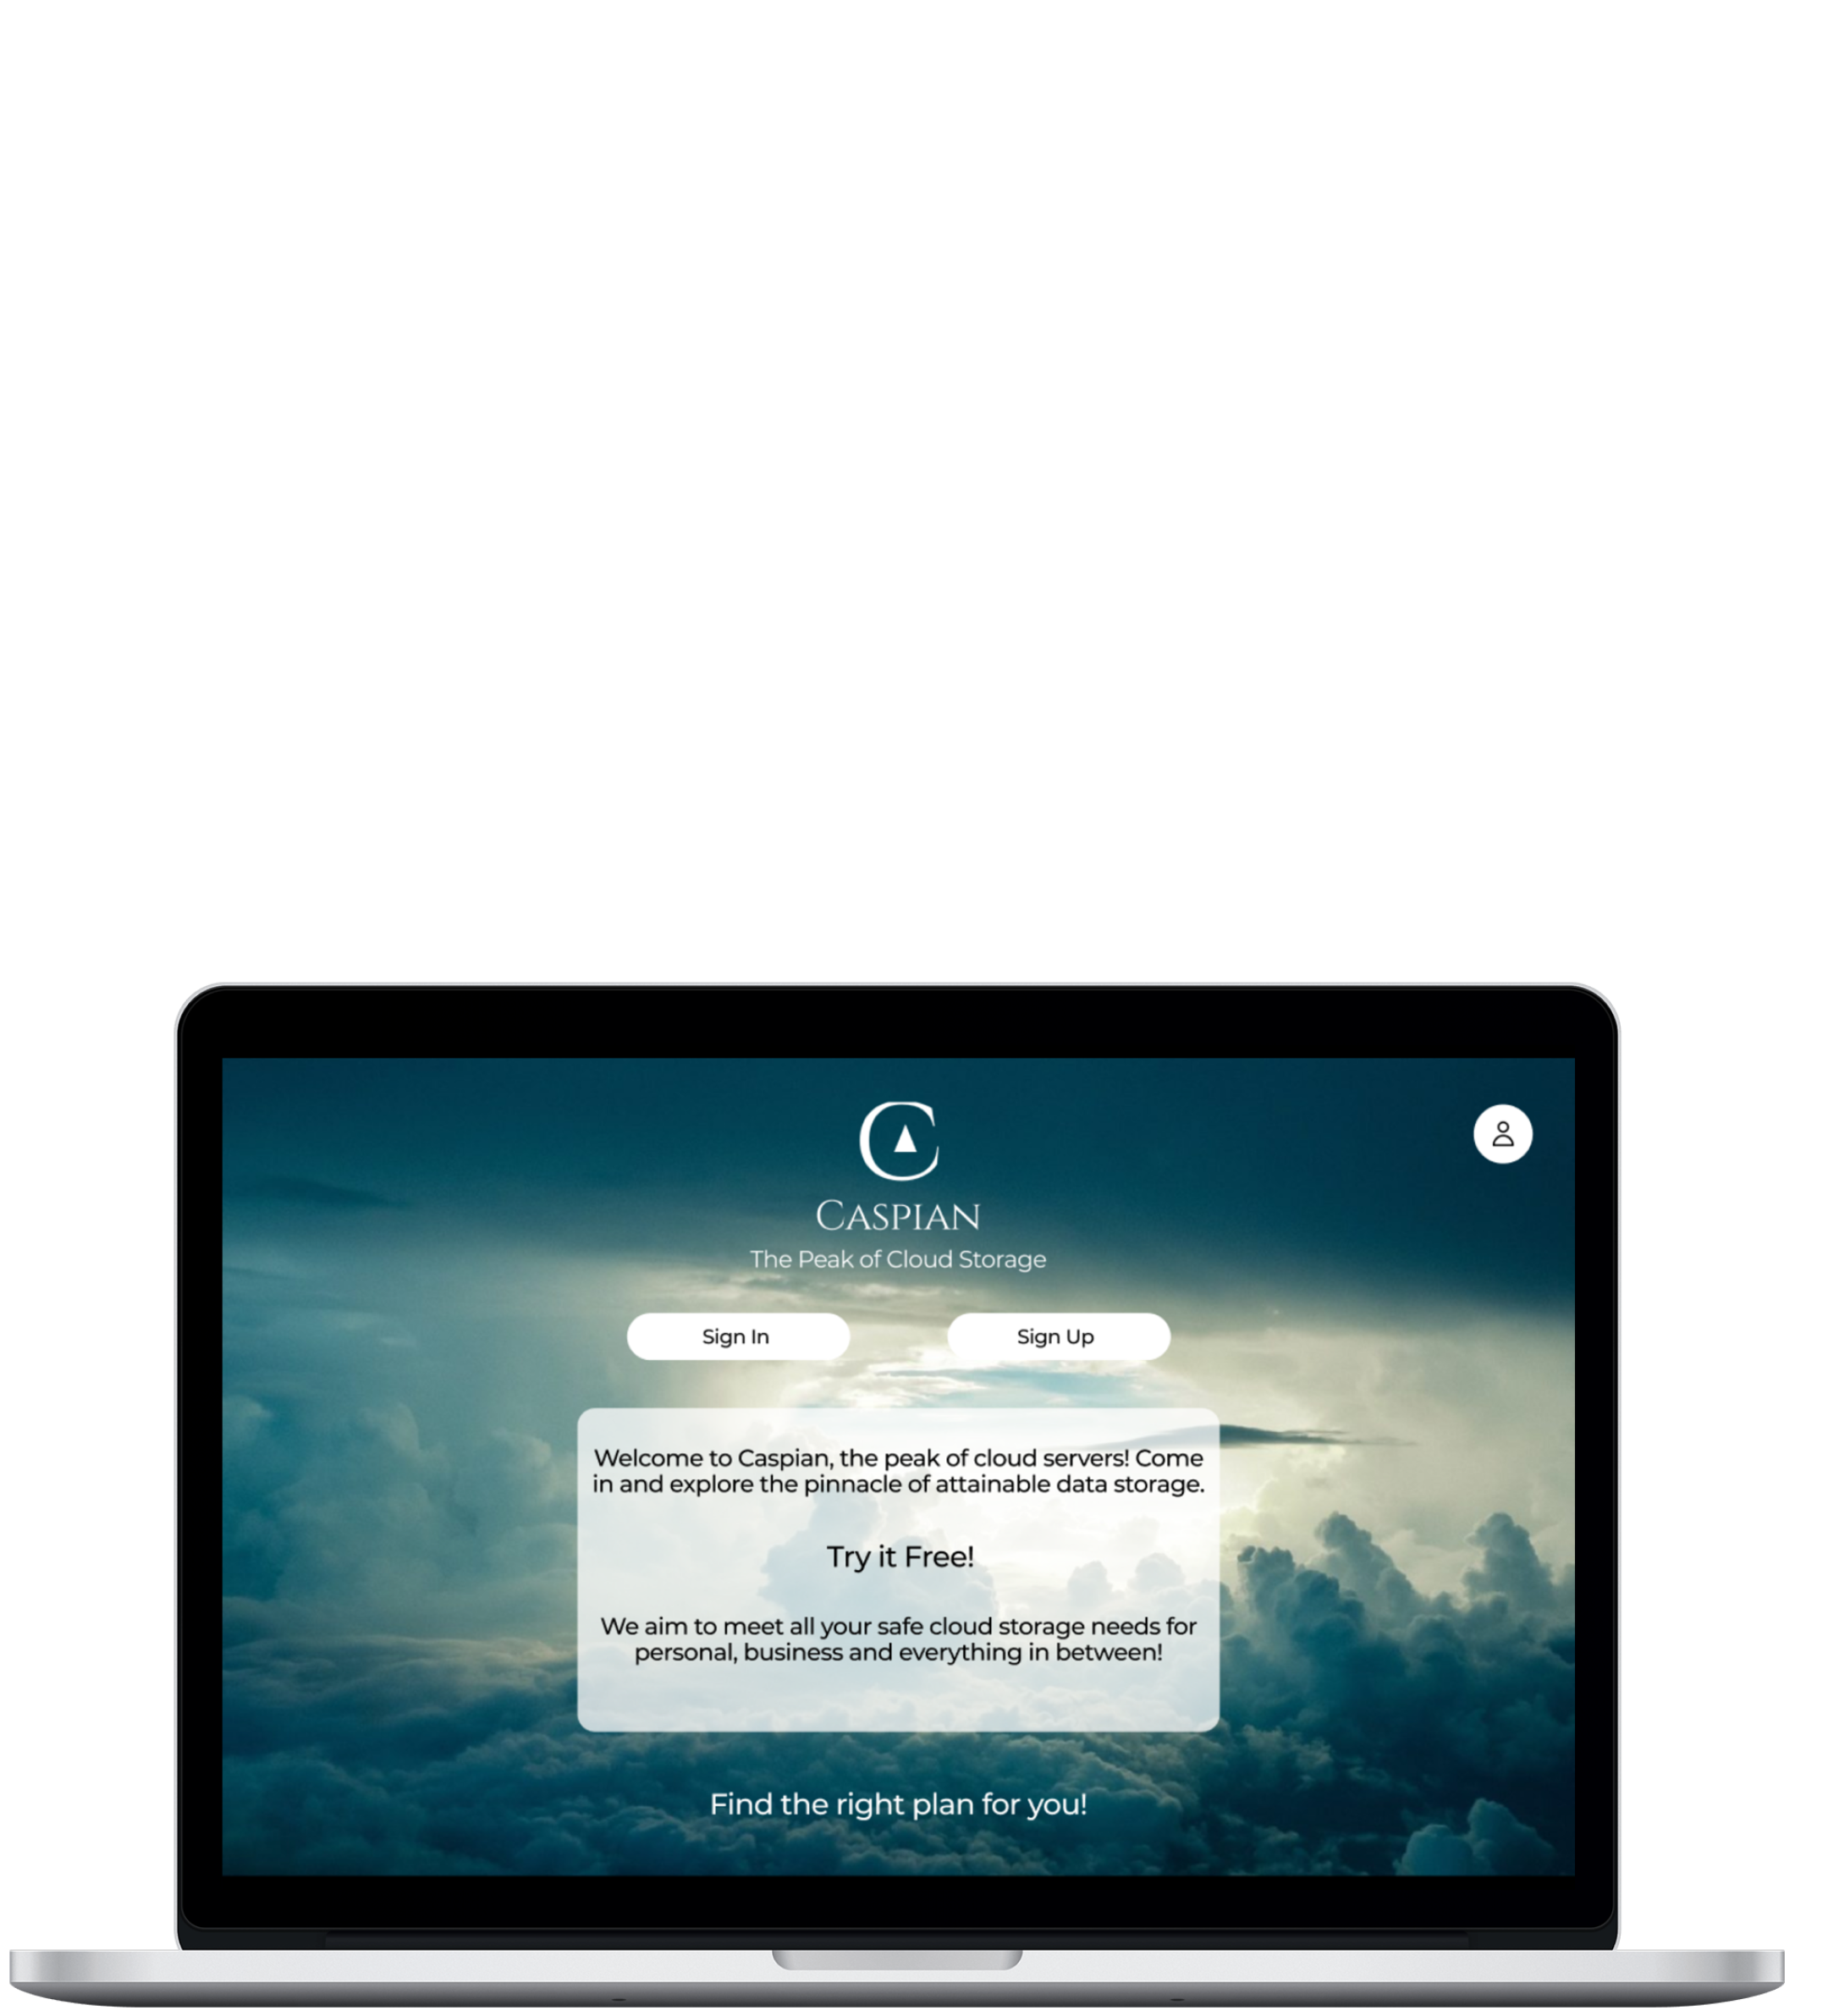 CASPIAN
The Peak of Cloud Storage
Sign In
Sign Up
Welcome to Caspian, the peak of cloud servers! Come
in and explore the pinnacle of attainable data storage.
Try it Free!
We aim to meet all your safe cloud storage needs for
personal, business and everything in between!
Find the right plan for you!